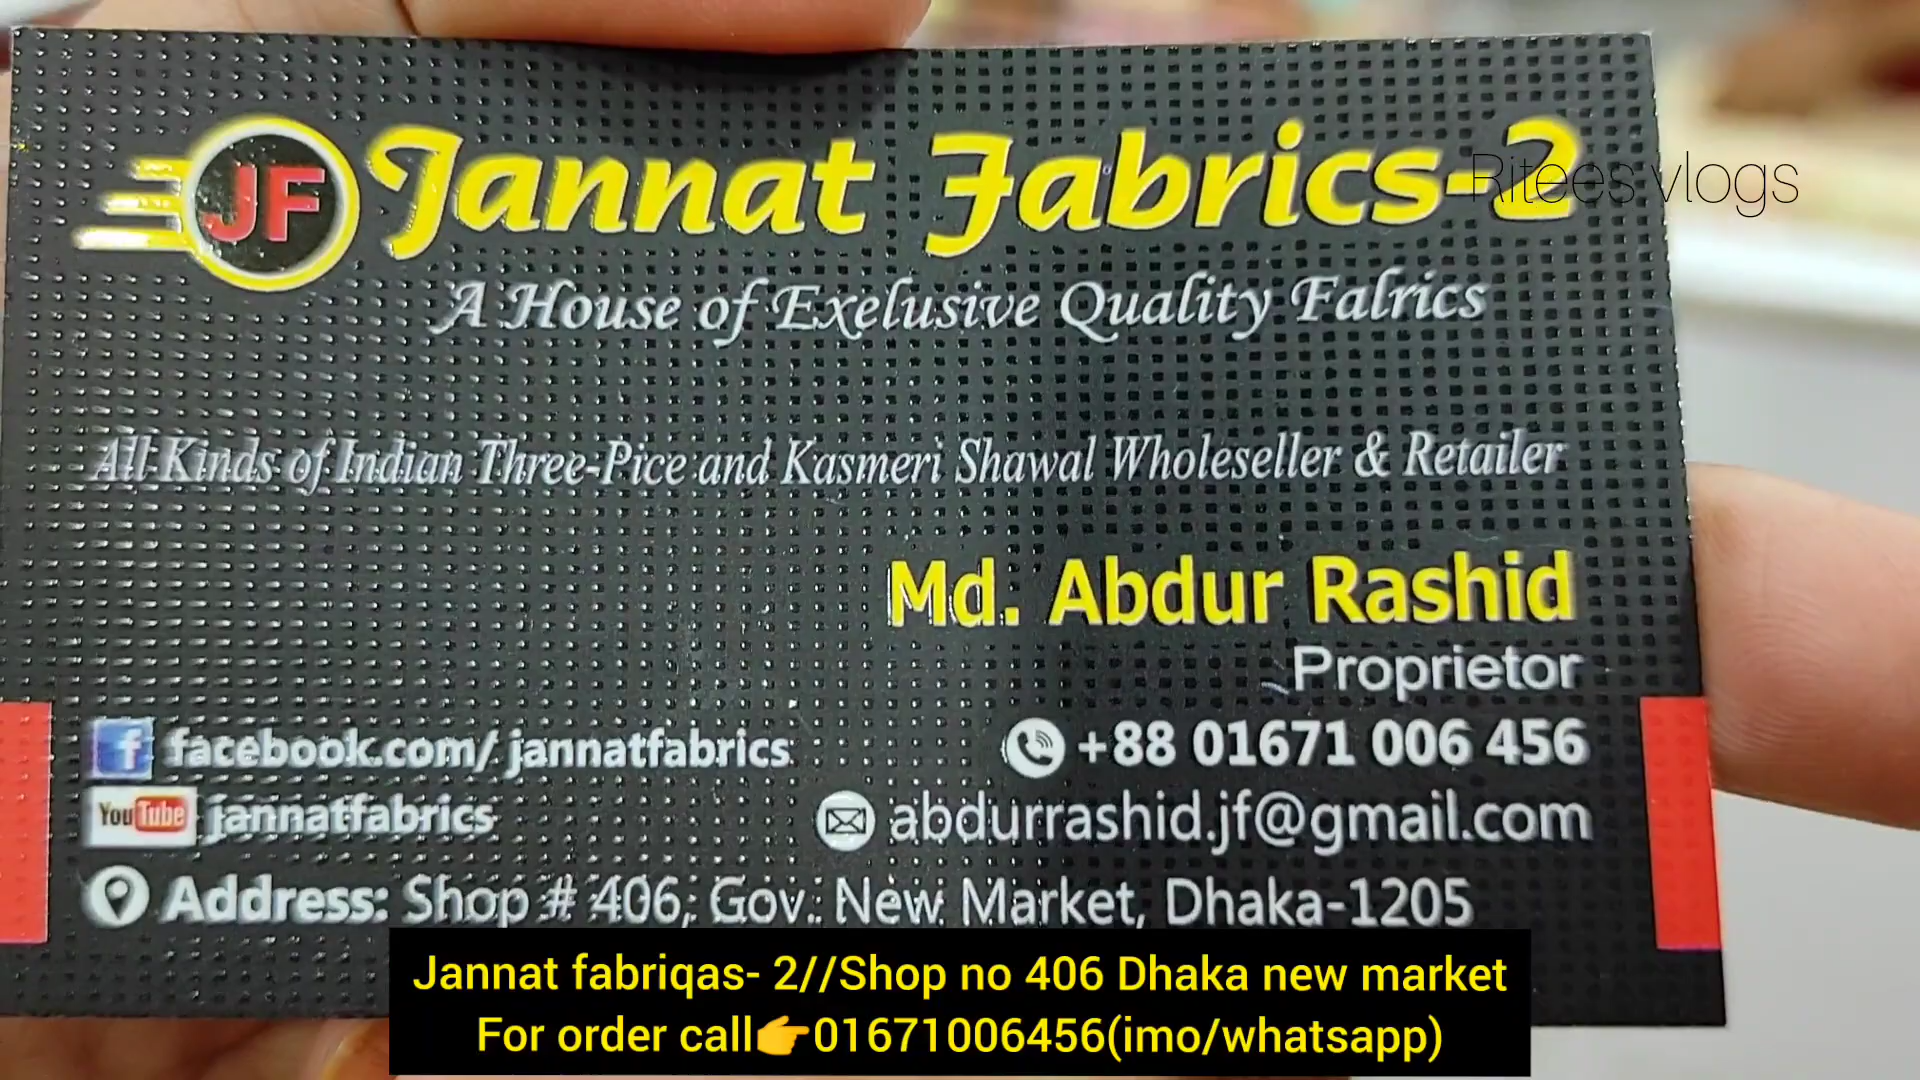 JF Jannat Fabrics-2
Ritees vlogs
A House of Exelusive Quality Falrics
All Kinds of Indian Three-Pice and Kasmeri Shawal Wholeseller & Retailer
Md. Abdur Rashid
Proprietor
f facebook.com/ jannatfabrics
+88 01671 006 456
YouTube jannatfabrics
abdurrashid.jf@gmail.com
Address: Shop # 406, Gov. New Market, Dhaka-1205
Jannat fabriqas- 2//Shop no 406 Dhaka new market
For order call👉01671006456(imo/whatsapp)